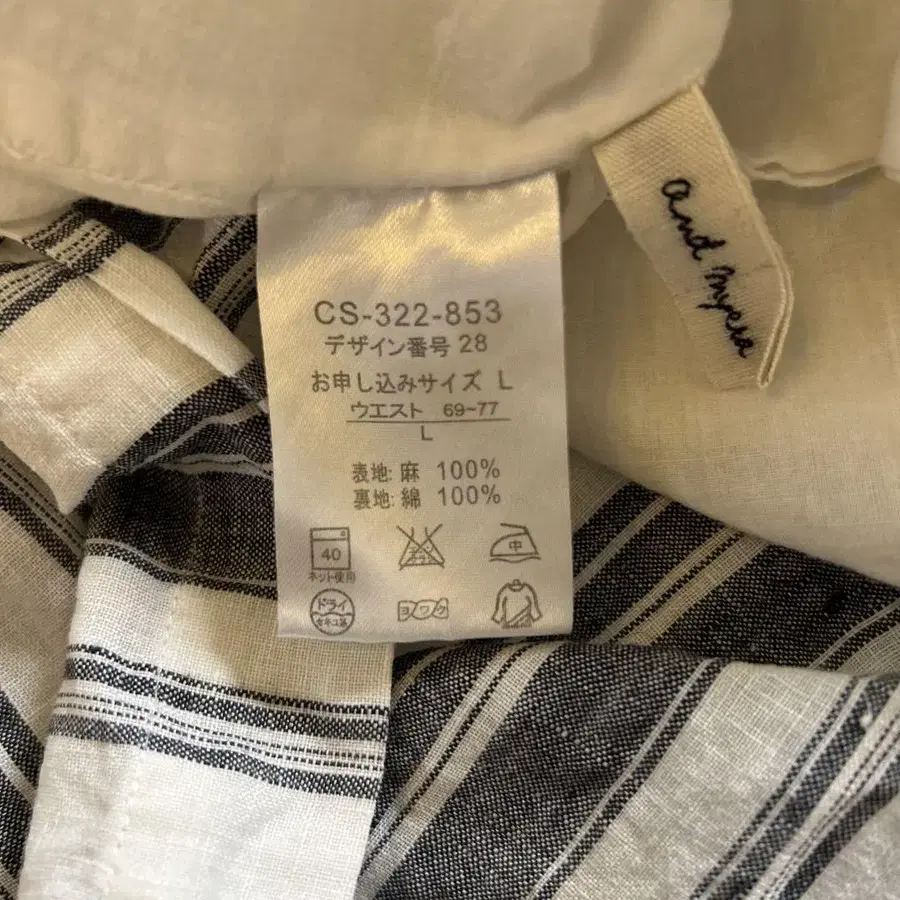 CS-322-853
デザイン番号 28
お申し込みサイズ L
ウエスト 69~77
L
表地: 麻 100%
裏地: 綿 100%
40
中
ネット使用
ドライ
セキユ系
ヨワク
and myera